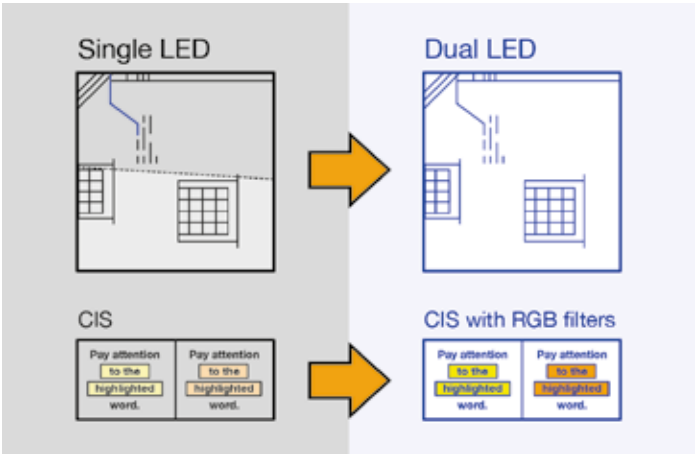 Single LED
Dual LED
CIS
CIS with RGB filters
Pay attention
to the
highlighted
word.
Pay attention
to the
highlighted
word.
Pay attention
to the
highlighted
word.
Pay attention
to the
highlighted
word.